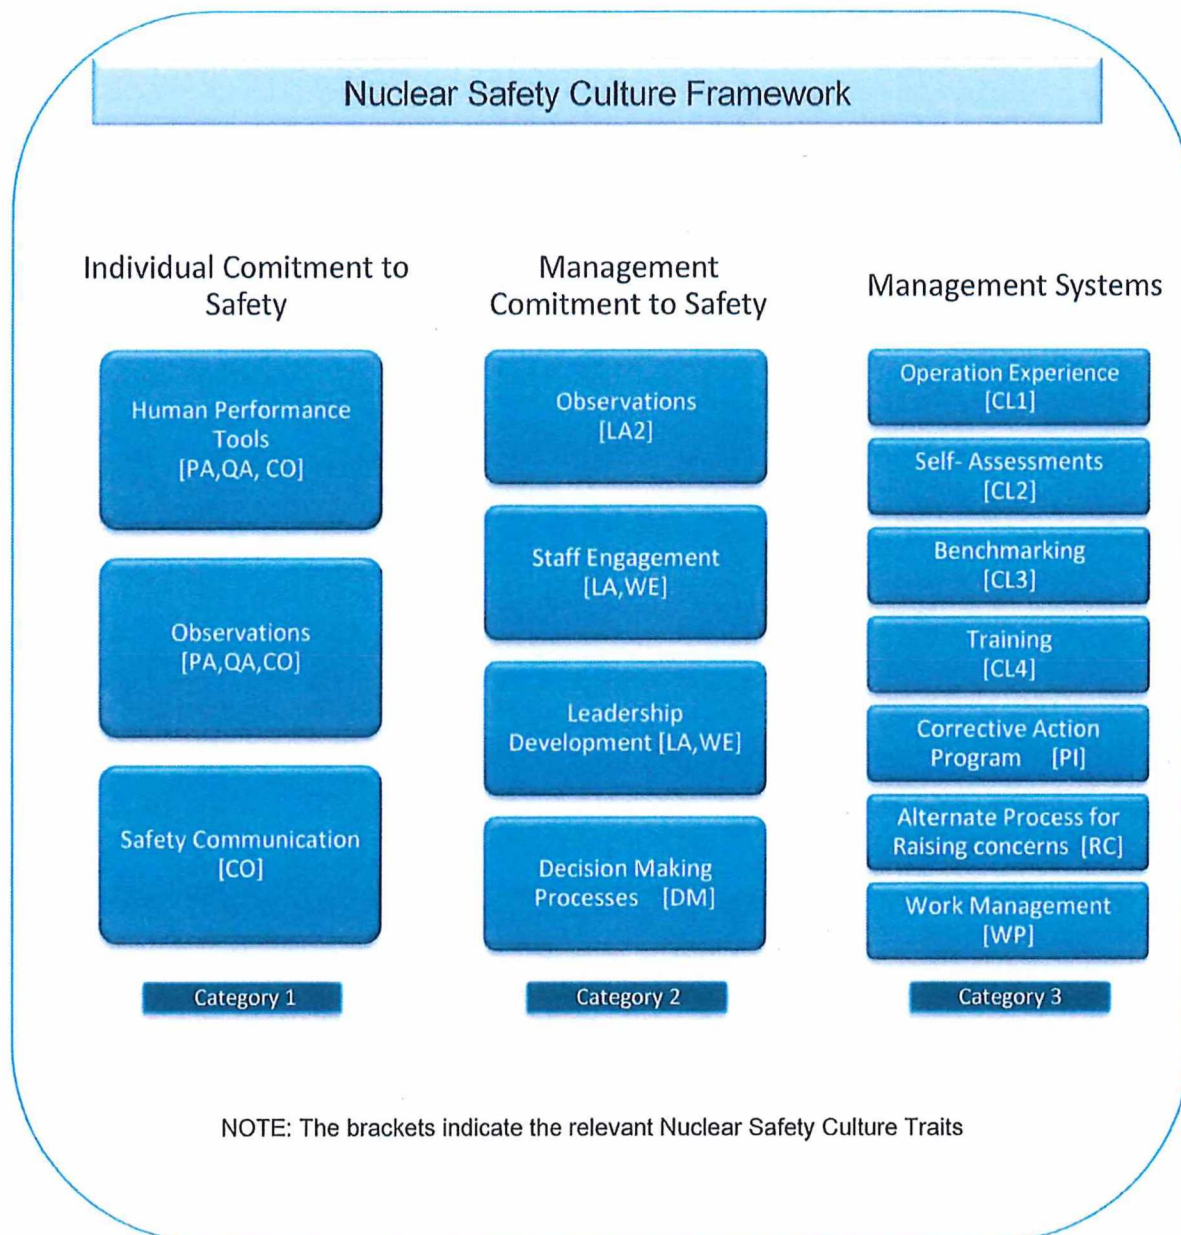 Nuclear Safety Culture Framework
Individual Comitment to
Safety
Human Performance
Tools
[PA,QA, CO]
Observations
[PA,QA,CO]
Safety Communication
[CO]
Category 1
Management
Comitment to Safety
Observations
[LA2]
Staff Engagement
[LA,WE]
Leadership
Development [LA,WE]
Decision Making
Processes [DM]
Category 2
Management Systems
Operation Experience
[CL1]
Self- Assessments
[CL2]
Benchmarking
[CL3]
Training
[CL4]
Corrective Action
Program [PI]
Alternate Process for
Raising concerns [RC]
Work Management
[WP]
Category 3
NOTE: The brackets indicate the relevant Nuclear Safety Culture Traits